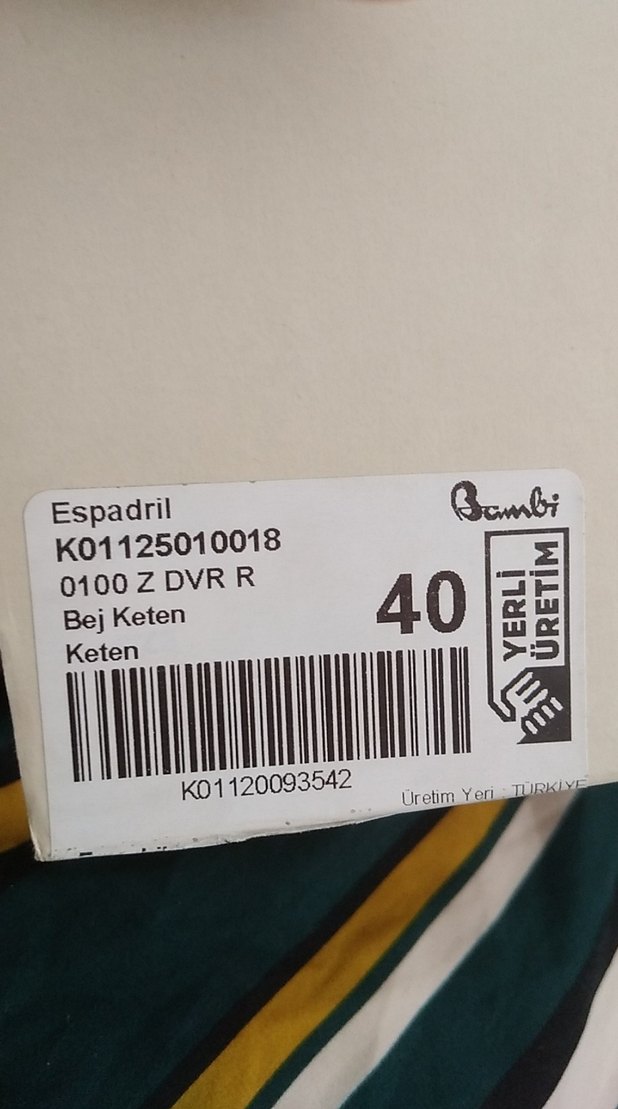 Espadril
Bambi
K01125010018
0100 Z DVR R
Bej Keten
40
Keten
YERLİ
ÜRETİM
K01120093542
Üretim Yeri : TÜRKİYE